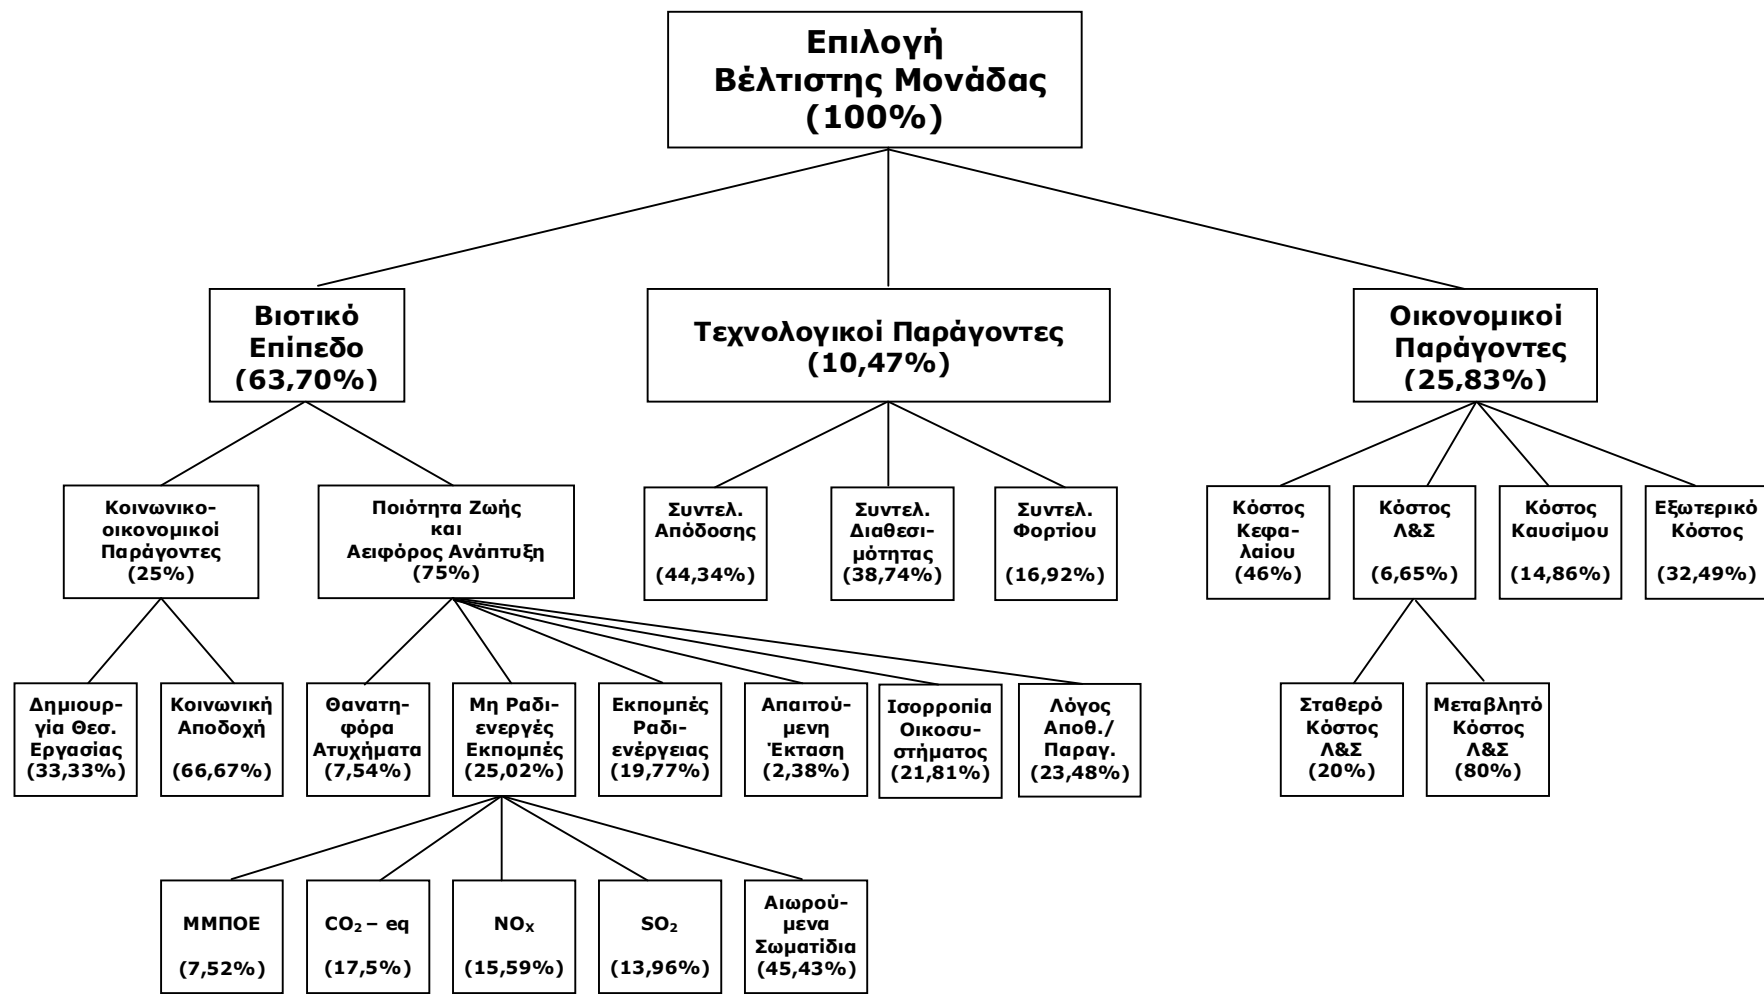 Επιλογή
Βέλτιστης Μονάδας
(100%)
Βιοτικό
Επίπεδο
(63,70%)
Τεχνολογικοί Παράγοντες
(10,47%)
Οικονομικοί
Παράγοντες
(25,83%)
Κοινωνικο-
οικονομικοί
Παράγοντες
(25%)
Ποιότητα Ζωής
και
Αειφόρος Ανάπτυξη
(75%)
Συντελ.
Απόδοσης
(44,34%)
Συντελ.
Διαθεσι-
μότητας
(38,74%)
Συντελ.
Φορτίου
(16,92%)
Κόστος
Κεφα-
λαίου
(46%)
Κόστος
Λ&Σ
(6,65%)
Κόστος
Καυσίμου
(14,86%)
Εξωτερικό
Κόστος
(32,49%)
Δημιουρ-
γία Θεσ.
Εργασίας
(33,33%)
Κοινωνική
Αποδοχή
(66,67%)
Θανατη-
φόρα
Ατυχήματα
(7,54%)
Μη Ραδι-
ενεργές
Εκπομπές
(25,02%)
Εκπομπές
Ραδι-
ενέργειας
(19,77%)
Απαιτού-
μενη
Έκταση
(2,38%)
Ισορροπία
Οικοσυ-
στήματος
(21,81%)
Λόγος
Αποθ./
Παραγ.
(23,48%)
Σταθερό
Κόστος
Λ&Σ
(20%)
Μεταβλητό
Κόστος
Λ&Σ
(80%)
ΜΜΠΟΕ
(7,52%)
CO₂ – eq
(17,5%)
NOₓ
(15,59%)
SO₂
(13,96%)
Αιωρού-
μενα
Σωματίδια
(45,43%)